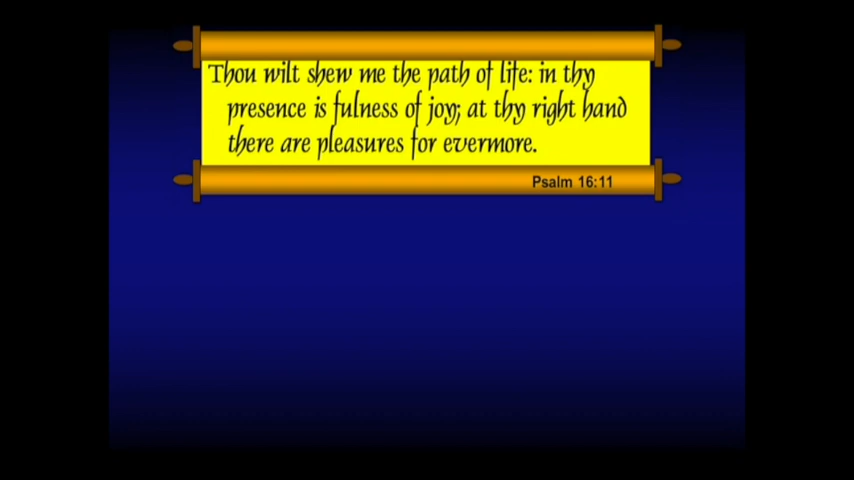 Thou wilt shew me the path of life: in thy
presence is fulness of joy; at thy right hand
there are pleasures for evermore.
Psalm 16:11